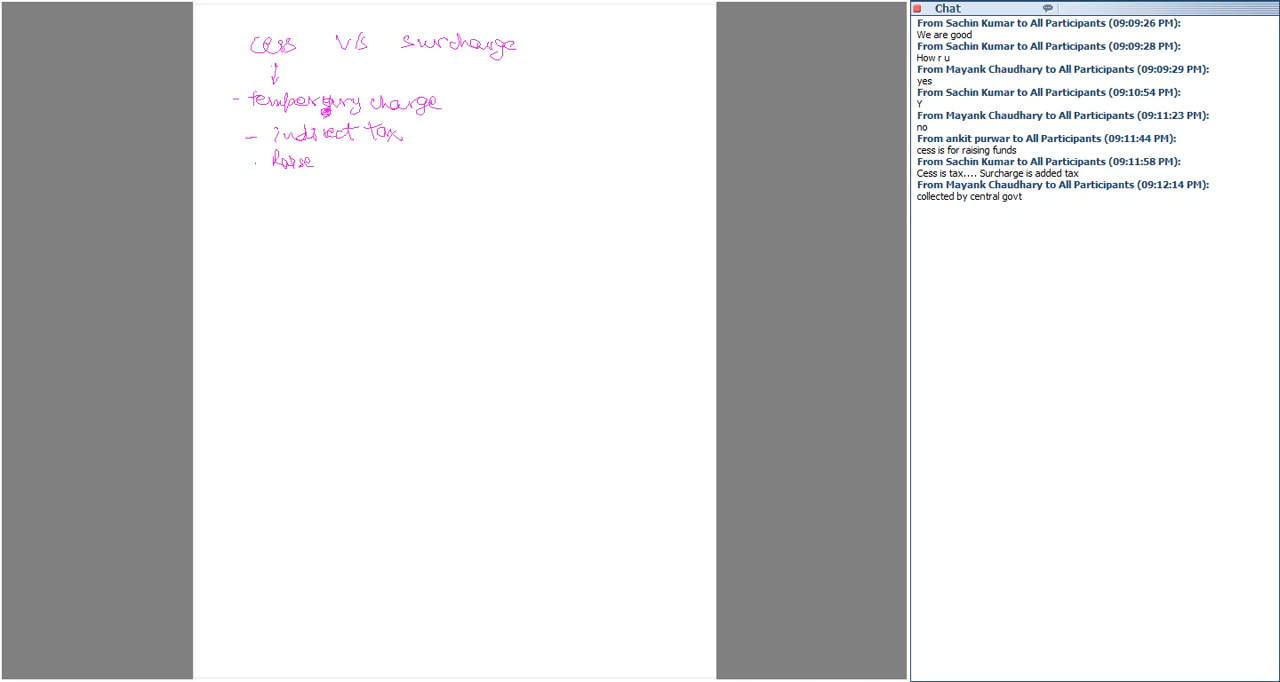 cess v/s surcharge
- temporary charge
- indirect tax
. Raise
Chat
From Sachin Kumar to All Participants (09:09:26 PM):
We are good
From Sachin Kumar to All Participants (09:09:28 PM):
How r u
From Mayank Chaudhary to All Participants (09:09:29 PM):
yes
From Sachin Kumar to All Participants (09:10:54 PM):
Y
From Mayank Chaudhary to All Participants (09:11:23 PM):
no
From ankit purwar to All Participants (09:11:44 PM):
cess is for raising funds
From Sachin Kumar to All Participants (09:11:58 PM):
Cess is tax.... Surcharge is added tax
From Mayank Chaudhary to All Participants (09:12:14 PM):
collected by central govt